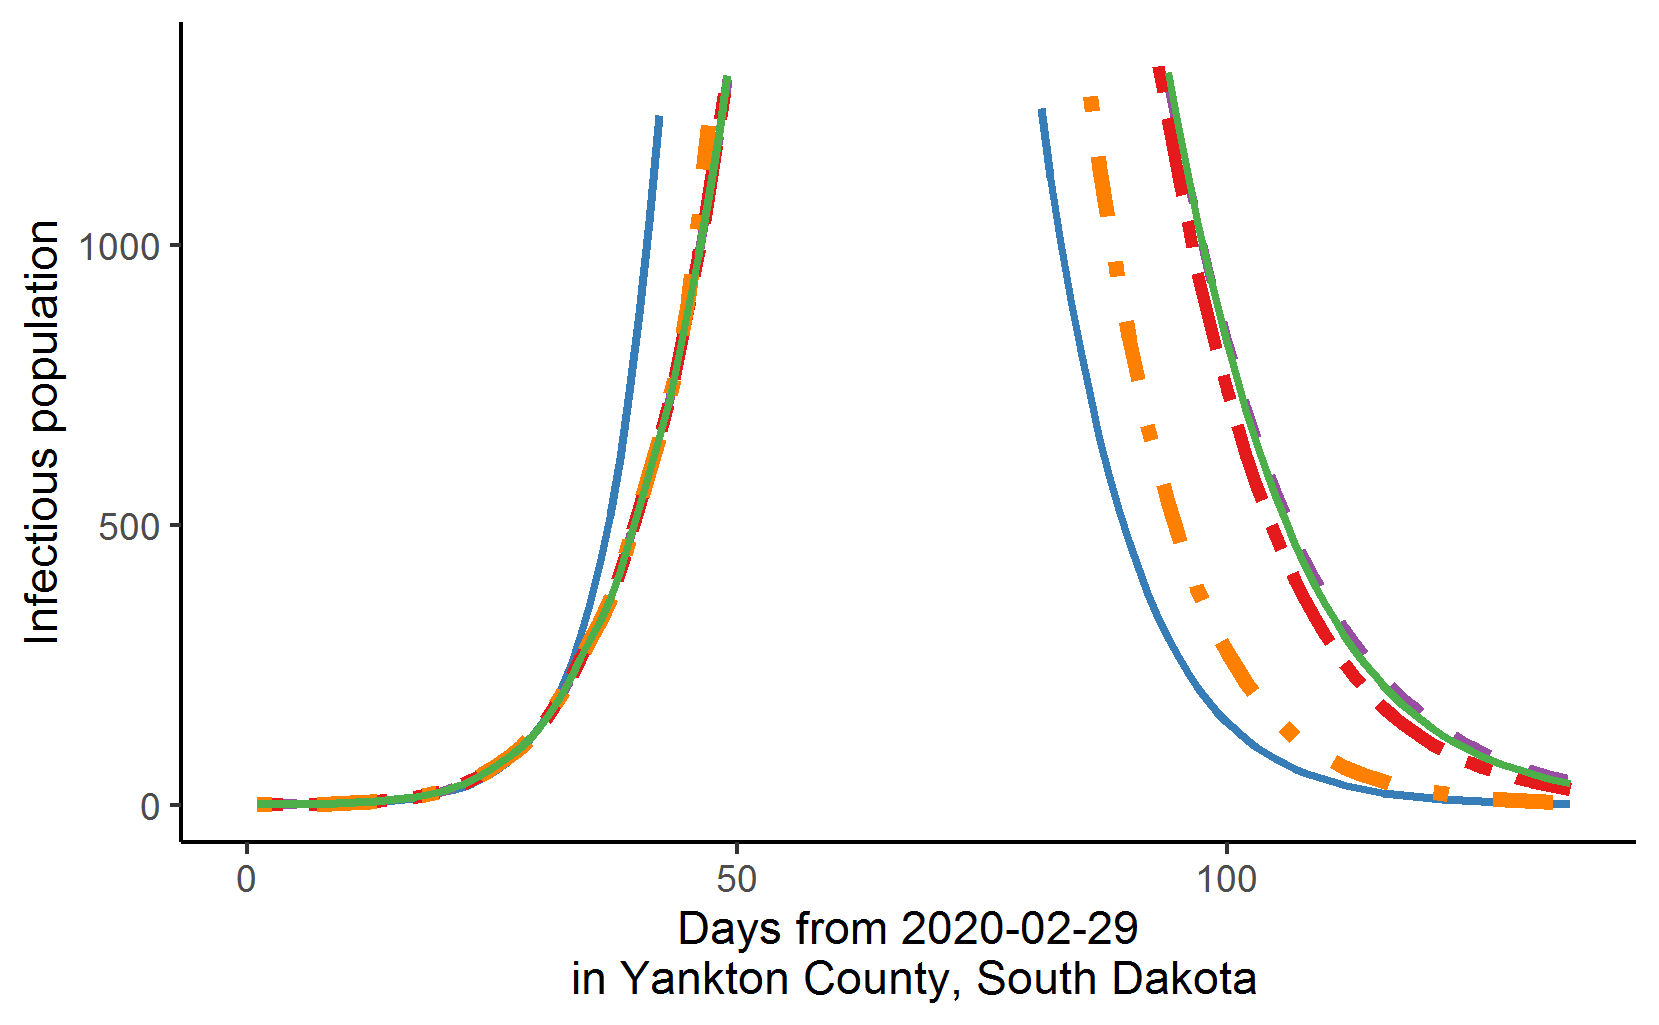 Infectious population
1000
500
0
0
50
100
Days from 2020-02-29
in Yankton County, South Dakota